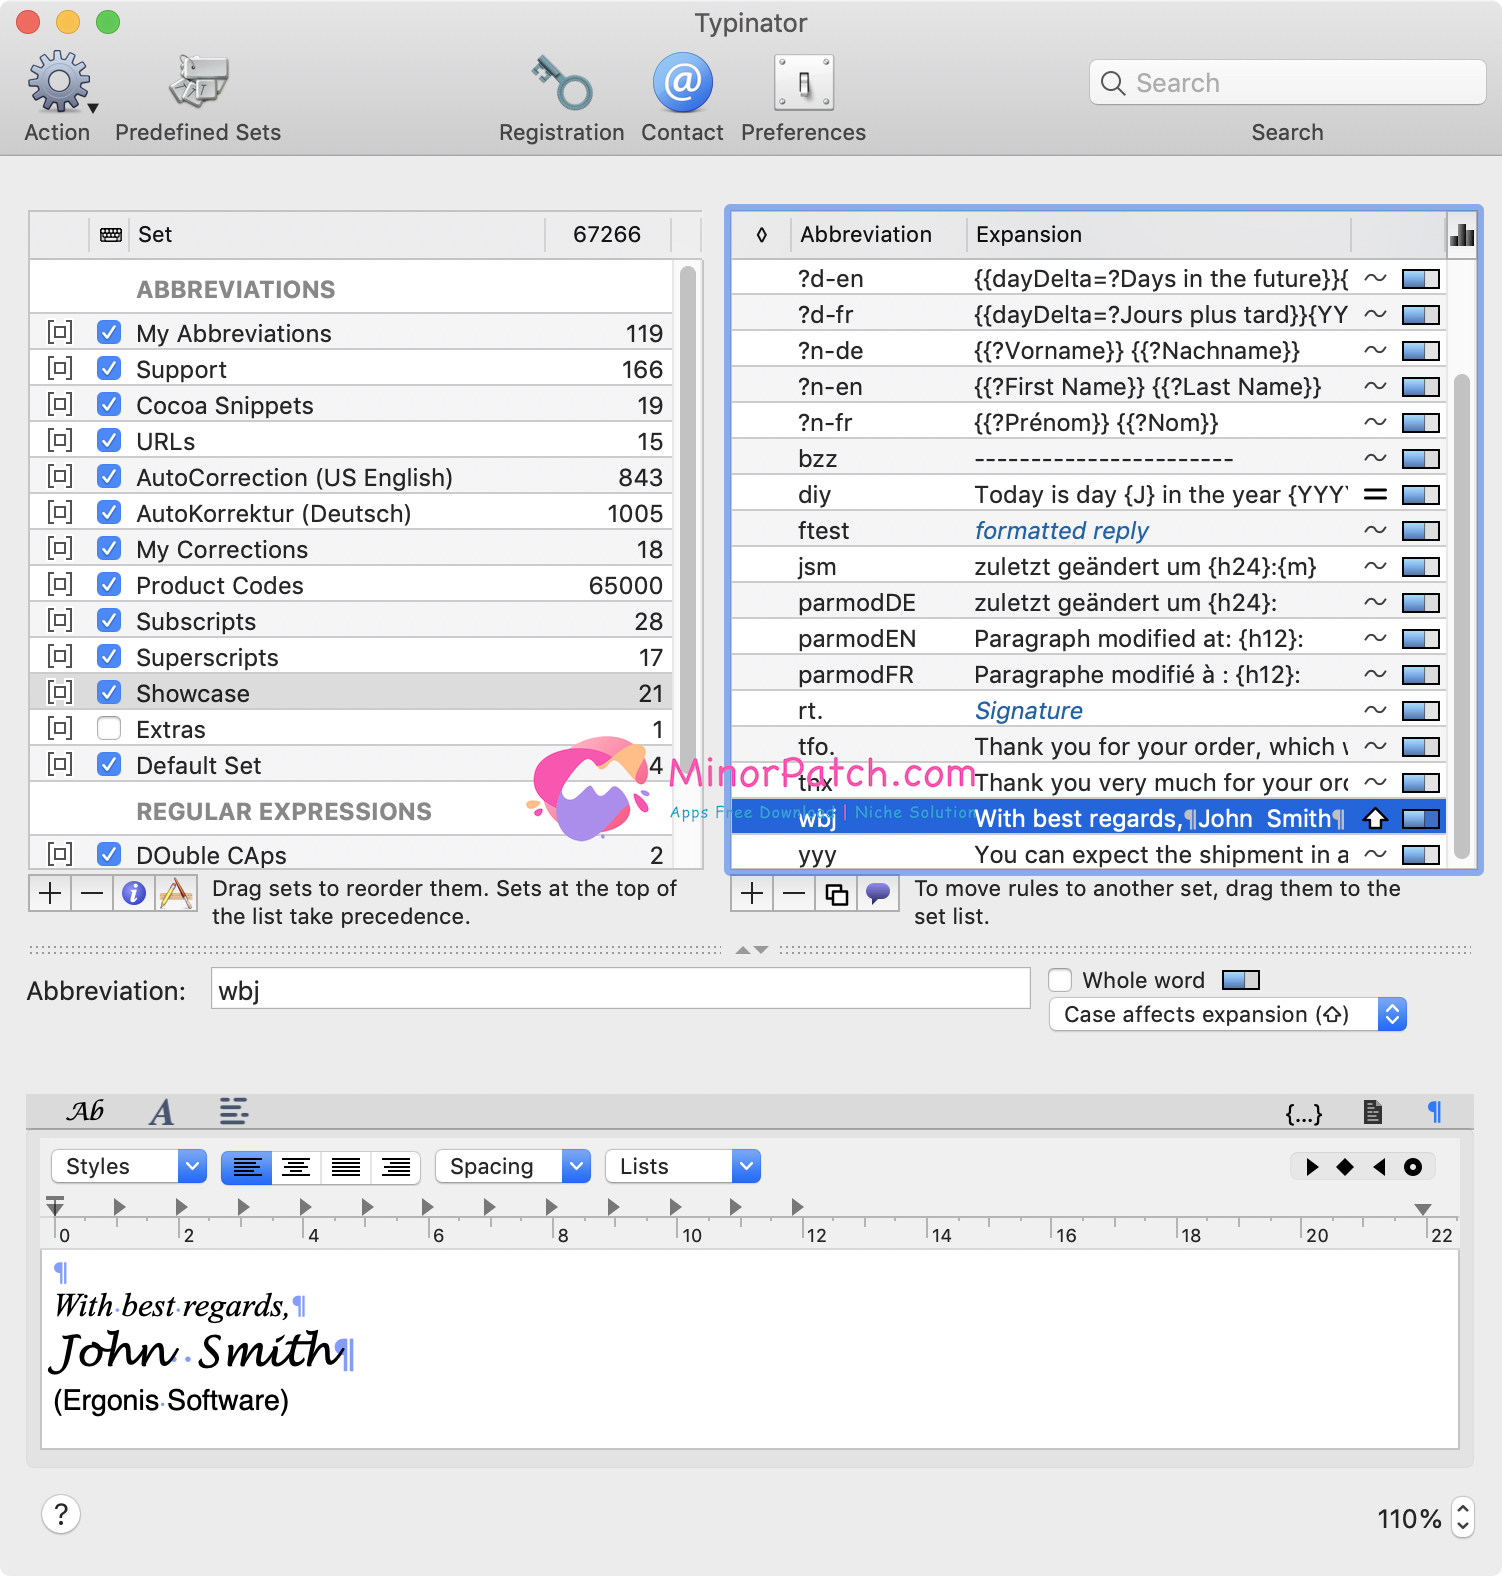 Typinator
Action
Predefined Sets
Registration
Contact
Preferences
Search
Search
Set 67266
ABBREVIATIONS
My Abbreviations 119
Support 166
Cocoa Snippets 19
URLs 15
AutoCorrection (US English) 843
AutoKorrektur (Deutsch) 1005
My Corrections 18
Product Codes 65000
Subscripts 28
Superscripts 17
Showcase 21
Extras 1
Default Set 4
REGULAR EXPRESSIONS
DOuble CAps 2
Drag sets to reorder them. Sets at the top of
the list take precedence.
Abbreviation Expansion
?d-en {{dayDelta=?Days in the future}}{
?d-fr {{dayDelta=?Jours plus tard}}{YY
?n-de {{?Vorname}} {{?Nachname}}
?n-en {{?First Name}} {{?Last Name}}
?n-fr {{?Prénom}} {{?Nom}}
bzz -----------------------
diy Today is day {J} in the year {YYYY
ftest formatted reply
jsm zuletzt geändert um {h24}:{m}
parmodDE zuletzt geändert um {h24}:
parmodEN Paragraph modified at: {h12}:
parmodFR Paragraphe modifié à : {h12}:
rt. Signature
tfo. Thank you for your order, which w
tnx Thank you very much for your ord
wbj With best regards,¶John  Smith¶
yyy You can expect the shipment in a
MinorPatch.com
Apps Free Download | Niche Solution
To move rules to another set, drag them to the
set list.
Abbreviation: wbj
Whole word
Case affects expansion (⇧)
Ab A {...} ¶
Styles Spacing Lists
0 2 4 6 8 10 12 14 16 18 20 22
¶
With·best·regards,¶
John··Smith¶
(Ergonis·Software)
? 110%